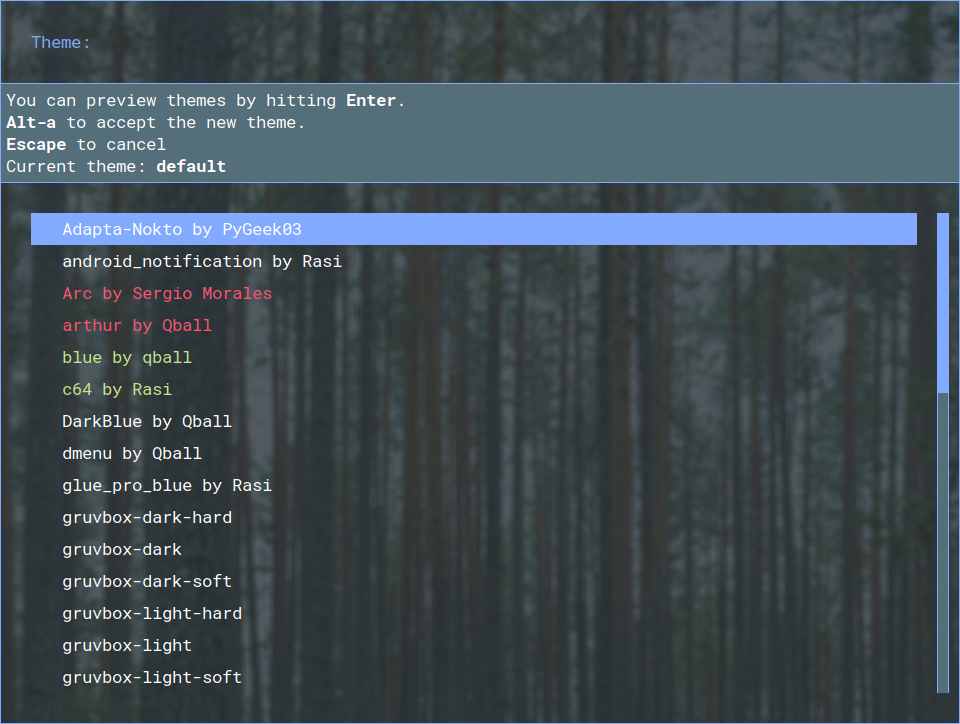 Theme:
You can preview themes by hitting Enter.
Alt-a to accept the new theme.
Escape to cancel
Current theme: default
Adapta-Nokto by PyGeek03
android_notification by Rasi
Arc by Sergio Morales
arthur by Qball
blue by qball
c64 by Rasi
DarkBlue by Qball
dmenu by Qball
glue_pro_blue by Rasi
gruvbox-dark-hard
gruvbox-dark
gruvbox-dark-soft
gruvbox-light-hard
gruvbox-light
gruvbox-light-soft